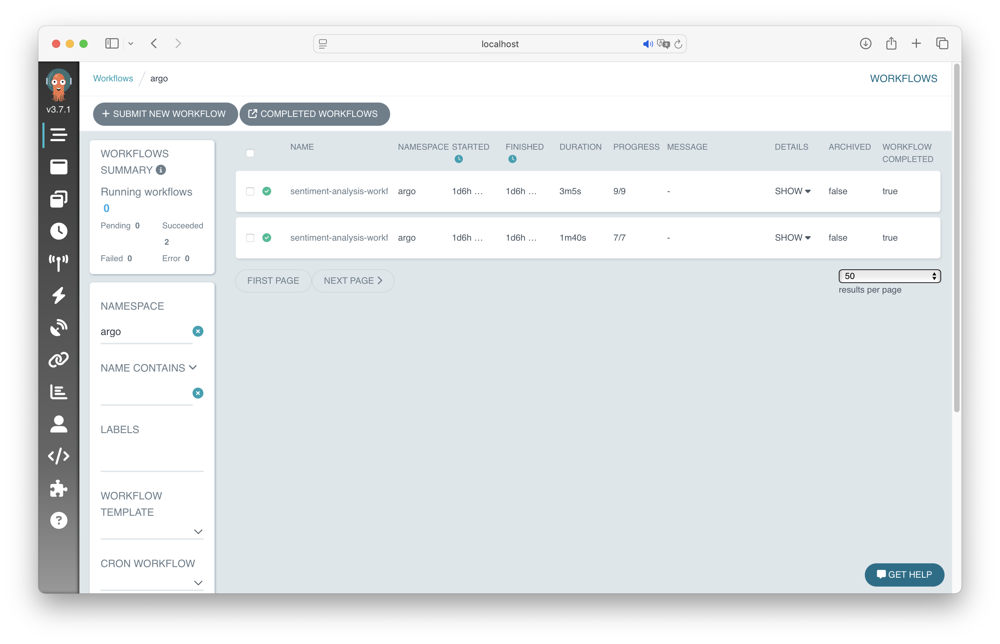 localhost
v3.7.1
Workflows / argo
WORKFLOWS
+ SUBMIT NEW WORKFLOW
COMPLETED WORKFLOWS
WORKFLOWS
SUMMARY
Running workflows
0
Pending 0
Succeeded
2
Failed 0
Error 0
NAMESPACE
argo
NAME CONTAINS
LABELS
WORKFLOW
TEMPLATE
CRON WORKFLOW
NAME NAMESPACE STARTED FINISHED DURATION PROGRESS MESSAGE DETAILS ARCHIVED WORKFLOW
COMPLETED
sentiment-analysis-workf argo 1d6h ... 1d6h ... 3m5s 9/9 - SHOW false true
sentiment-analysis-workf argo 1d6h ... 1d6h ... 1m40s 7/7 - SHOW false true
FIRST PAGE
NEXT PAGE
50
results per page
GET HELP